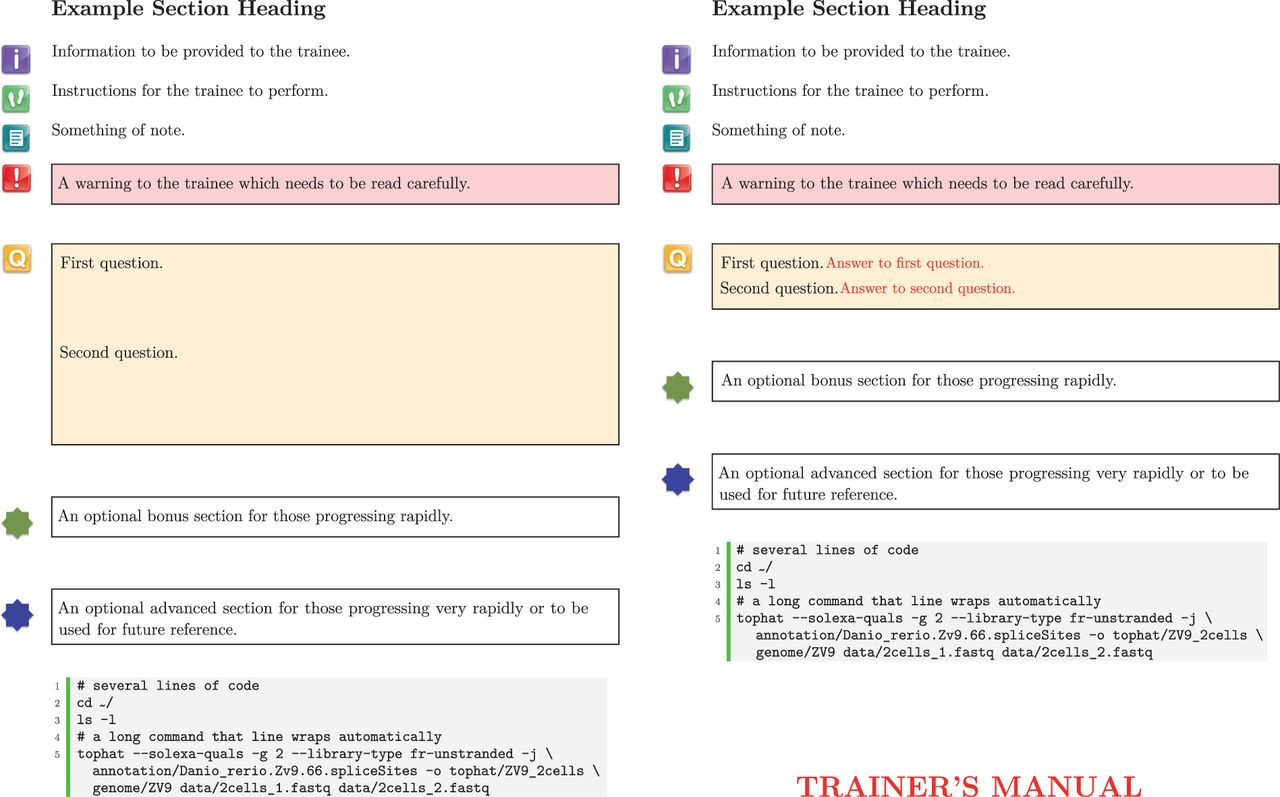 Example Section Heading
i
Information to be provided to the trainee.
Instructions for the trainee to perform.
Something of note.
!
A warning to the trainee which needs to be read carefully.
Q
First question.
Second question.
An optional bonus section for those progressing rapidly.
An optional advanced section for those progressing very rapidly or to be
used for future reference.
1 # several lines of code
2 cd ~/
3 ls -l
4 # a long command that line wraps automatically
5 tophat --solexa-quals -g 2 --library-type fr-unstranded -j \
annotation/Danio_rerio.Zv9.66.spliceSites -o tophat/ZV9_2cells \
genome/ZV9 data/2cells_1.fastq data/2cells_2.fastq
Example Section Heading
i
Information to be provided to the trainee.
Instructions for the trainee to perform.
Something of note.
!
A warning to the trainee which needs to be read carefully.
Q
First question. Answer to first question.
Second question. Answer to second question.
An optional bonus section for those progressing rapidly.
An optional advanced section for those progressing very rapidly or to be
used for future reference.
1 # several lines of code
2 cd ~/
3 ls -l
4 # a long command that line wraps automatically
5 tophat --solexa-quals -g 2 --library-type fr-unstranded -j \
annotation/Danio_rerio.Zv9.66.spliceSites -o tophat/ZV9_2cells \
genome/ZV9 data/2cells_1.fastq data/2cells_2.fastq
TRAINER'S MANUAL